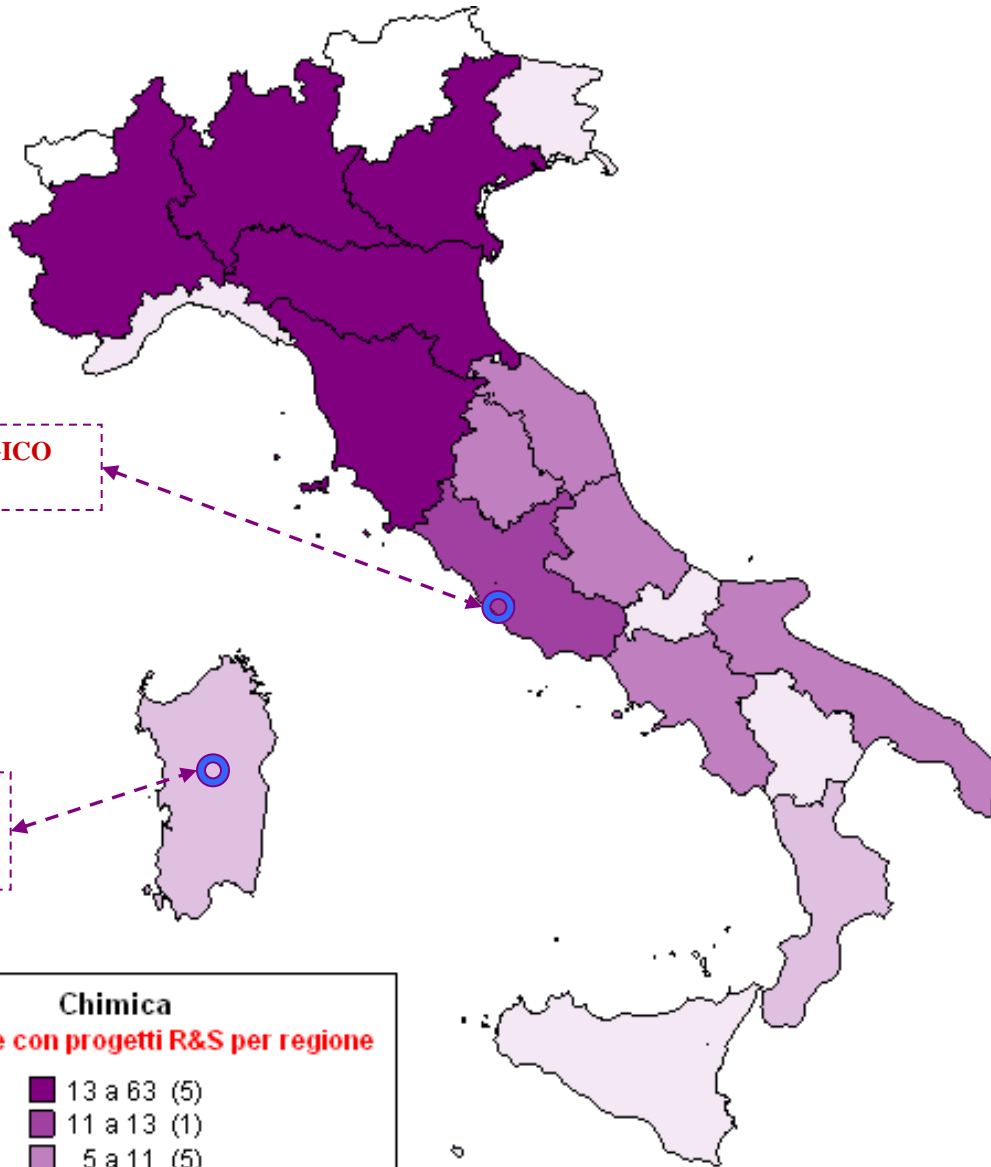 ICO
Chimica
e con progetti R&S per regione
13 a 63 (5)
11 a 13 (1)
5 a 11 (5)